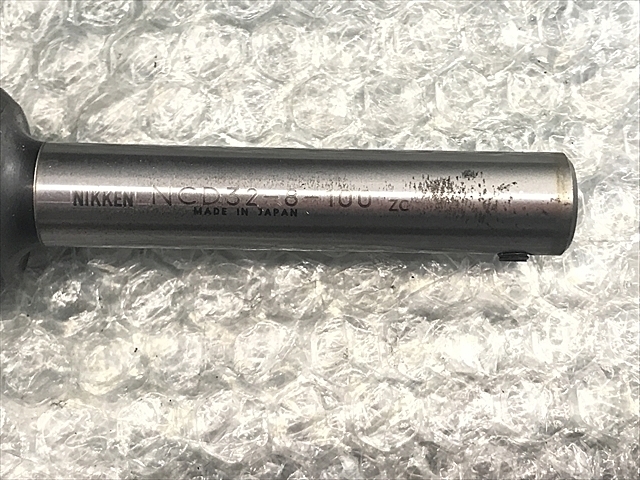 NIKKEN NCD32-8-100 ZC
MADE IN JAPAN